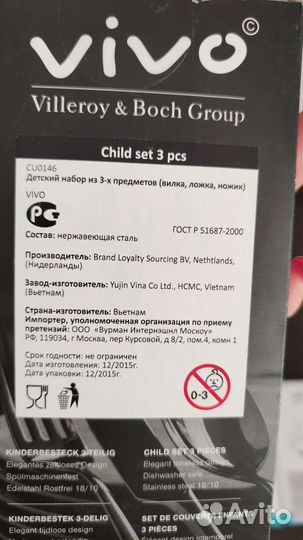 vivo ©
Villeroy & Boch Group
Child set 3 pcs
CU0146
Детский набор из 3-х предметов (вилка, ложка, ножик)
VIVO
РС
ГОСТ Р 51687-2000
Состав: нержавеющая сталь
Производитель: Brand Loyalty Sourcing BV, Nethtlands,
(Нидерланды)
Завод-изготовитель: Yujin Vina Co Ltd., HCMC, Vietnam
(Вьетнам)
Страна-изготовитель: Вьетнам
Импортер, уполномоченная организация по приему
претензий: ООО «Вурман Интернэшнл Москоу»
РФ, 119034, г Москва, пер Курсовой, д 8/2, пом.4, комн 1
Срок годности: не ограничен
Дата изготовления: 12/2015г.
Дата упаковки: 12/2015г.
81
PAP
0-3
KINDERBESTECK 3-TEILIG
Elegantes zeitloses Design
Spülmaschinenfest
Edelstahl Rostfrei 18/10
CHILD SET 3 PIECES
Elegant timeless design
Dishwasher safe
Stainless steel 18/10
KINDERBESTEK 3-DELIG
Elegant tijdloos design
SET DE COUVERTS ENFANTS
3 PIÈCES
Avito